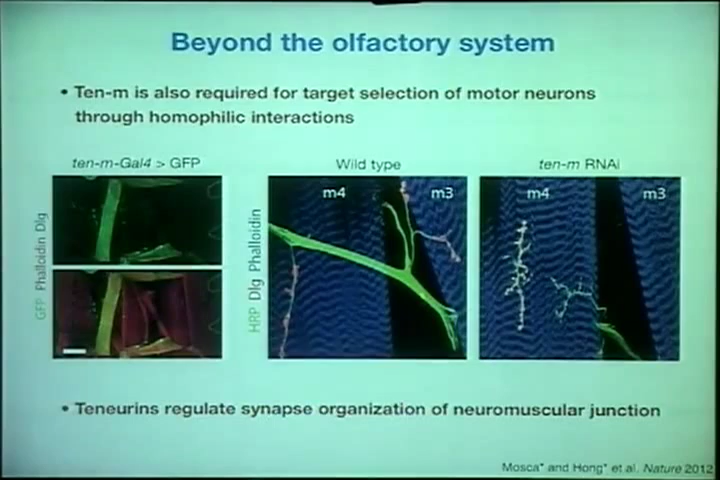 Beyond the olfactory system
• Ten-m is also required for target selection of motor neurons
through homophilic interactions
ten-m-Gal4 > GFP
Wild type
ten-m RNAi
GFP Phalloidin Dlg
HRP Dlg Phalloidin
m4
m3
m4
m3
• Teneurins regulate synapse organization of neuromuscular junction
Mosca* and Hong* et al. Nature 2012